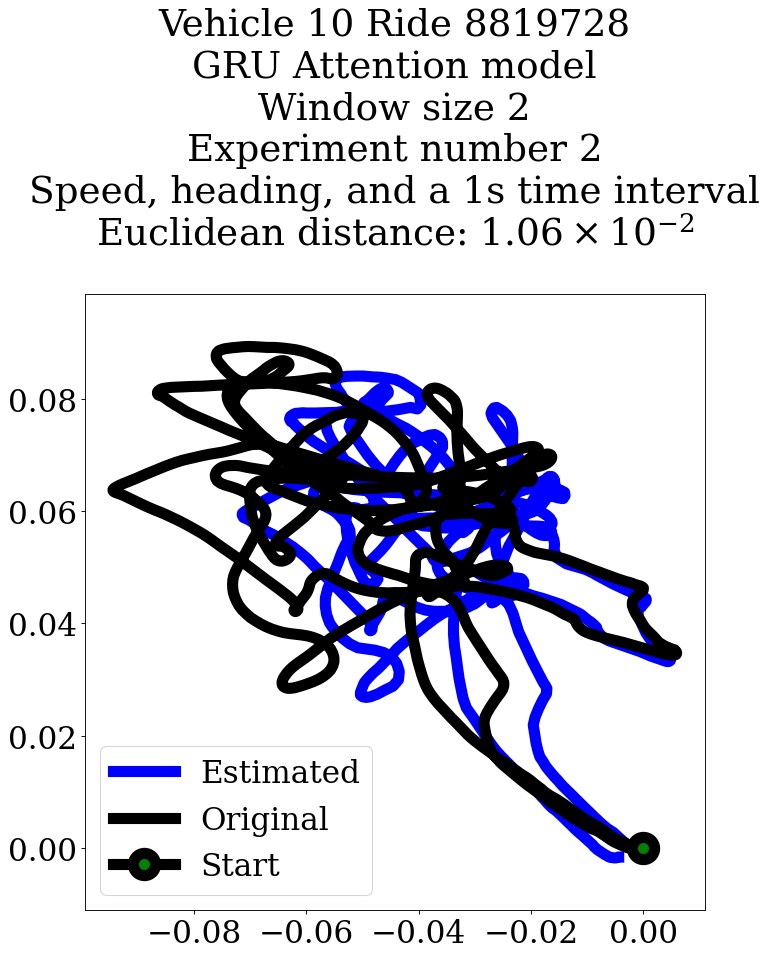 Vehicle 10 Ride 8819728
GRU Attention model
Window size 2
Experiment number 2
Speed, heading, and a 1s time interval
Euclidean distance: 1.06 × 10⁻²
0.08
0.06
0.04
0.02
0.00
Estimated
Original
Start
−0.08 −0.06 −0.04 −0.02 0.00